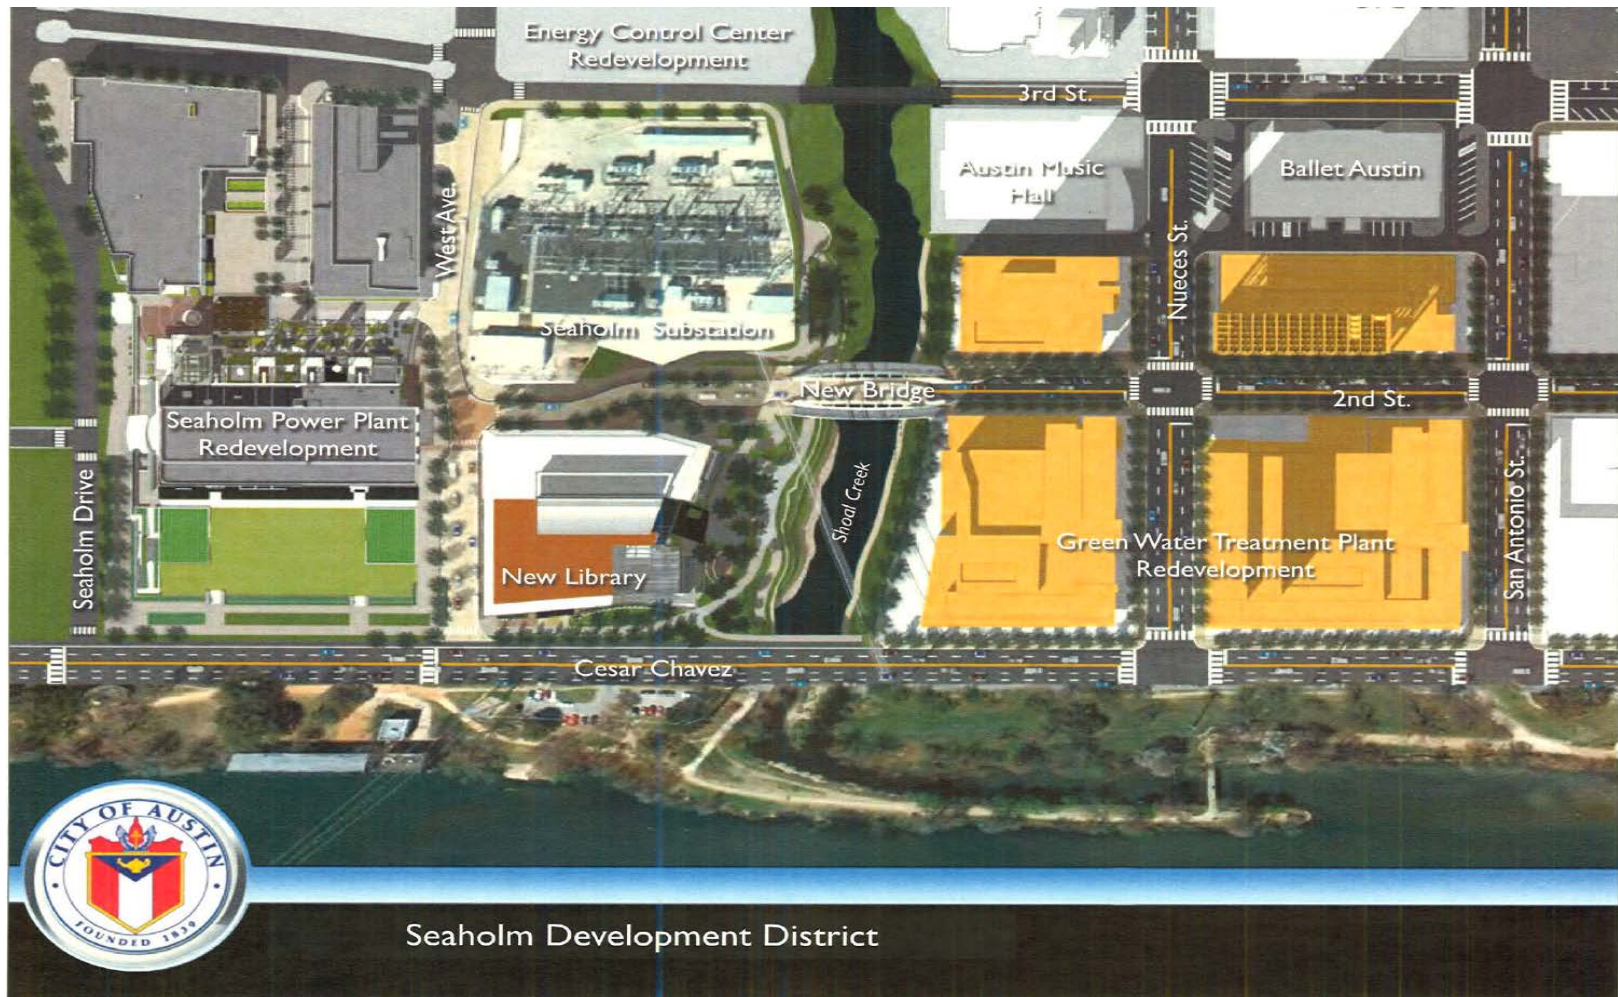 Energy Control Center
Redevelopment
3rd St.
Austin Music
Hall
Ballet Austin
West Ave.
Nueces St.
Seaholm Substation
New Bridge
2nd St.
Seaholm Power Plant
Redevelopment
Seaholm Drive
Shoal Creek
San Antonio St.
Green Water Treatment Plant
Redevelopment
New Library
Cesar Chavez
CITY OF AUSTIN
FOUNDED 1839
Seaholm Development District